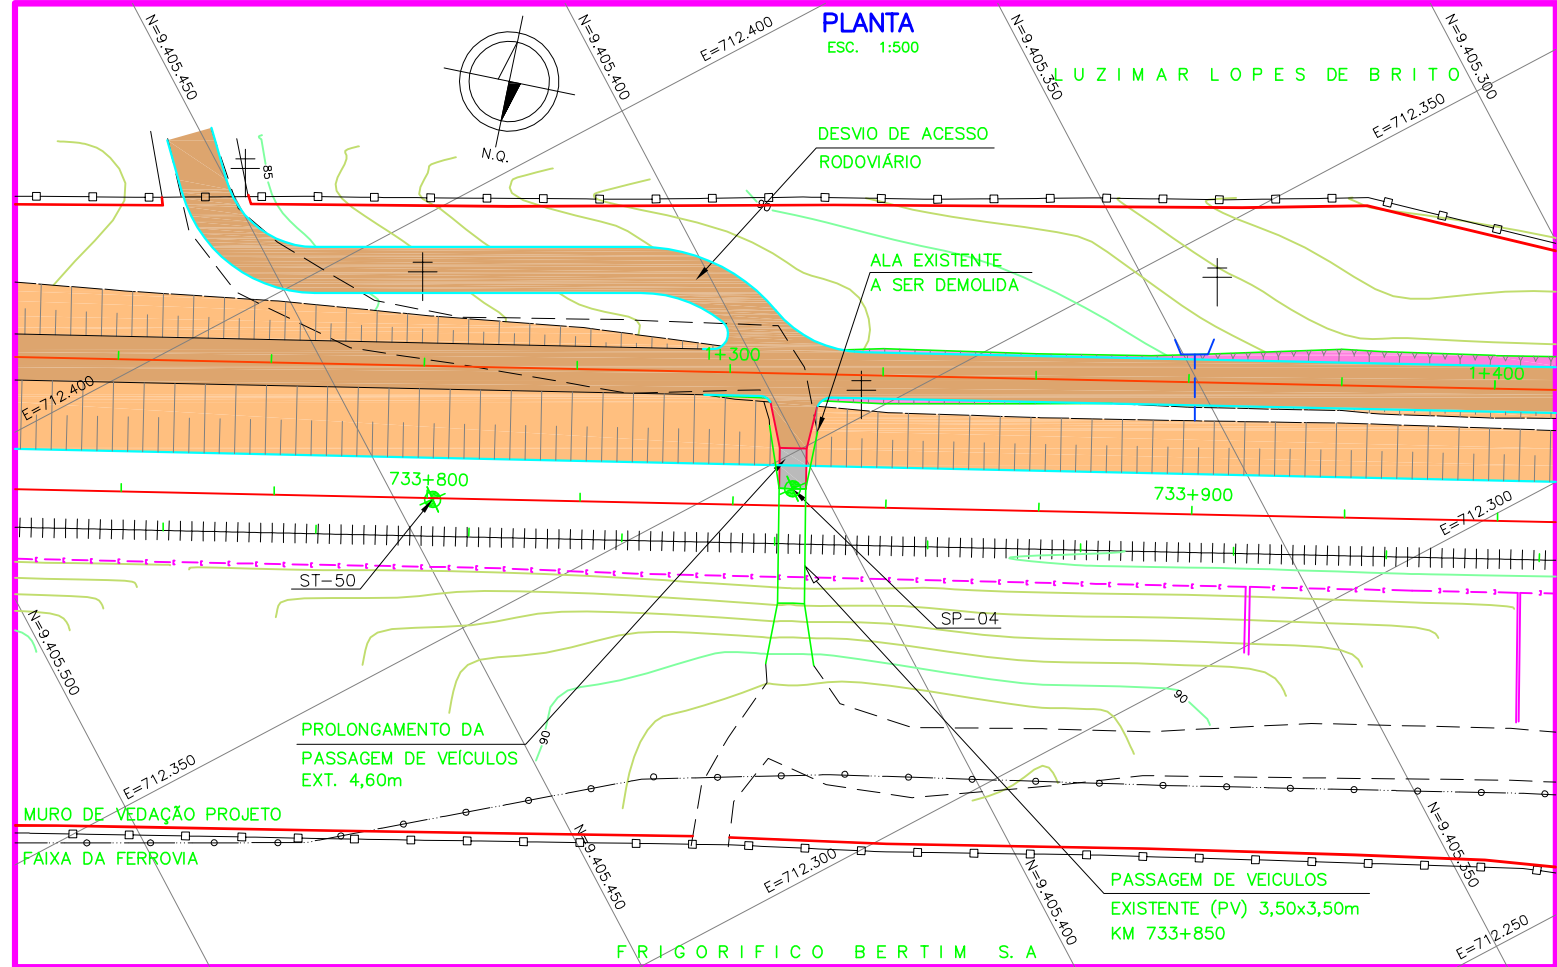 PLANTA
ESC. 1:500
N=9.405.450
N=9.405.400
E=712.400
N=9.405.350
N=9.405.300
LUZIMAR LOPES DE BRITO
E=712.350
DESVIO DE ACESSO
RODOVIÁRIO
N.Q.
85
90
ALA EXISTENTE
A SER DEMOLIDA
1+300
1+400
E=712.400
733+800
733+900
E=712.300
ST-50
SP-04
N=9.405.500
90
90
PROLONGAMENTO DA
PASSAGEM DE VEÍCULOS
EXT. 4,60m
E=712.350
MURO DE VEDAÇÃO PROJETO
FAIXA DA FERROVIA
N=9.405.450
E=712.300
N=9.405.400
N=9.405.350
PASSAGEM DE VEICULOS
EXISTENTE (PV) 3,50x3,50m
KM 733+850
E=712.250
FRIGORIFICO BERTIM S.A